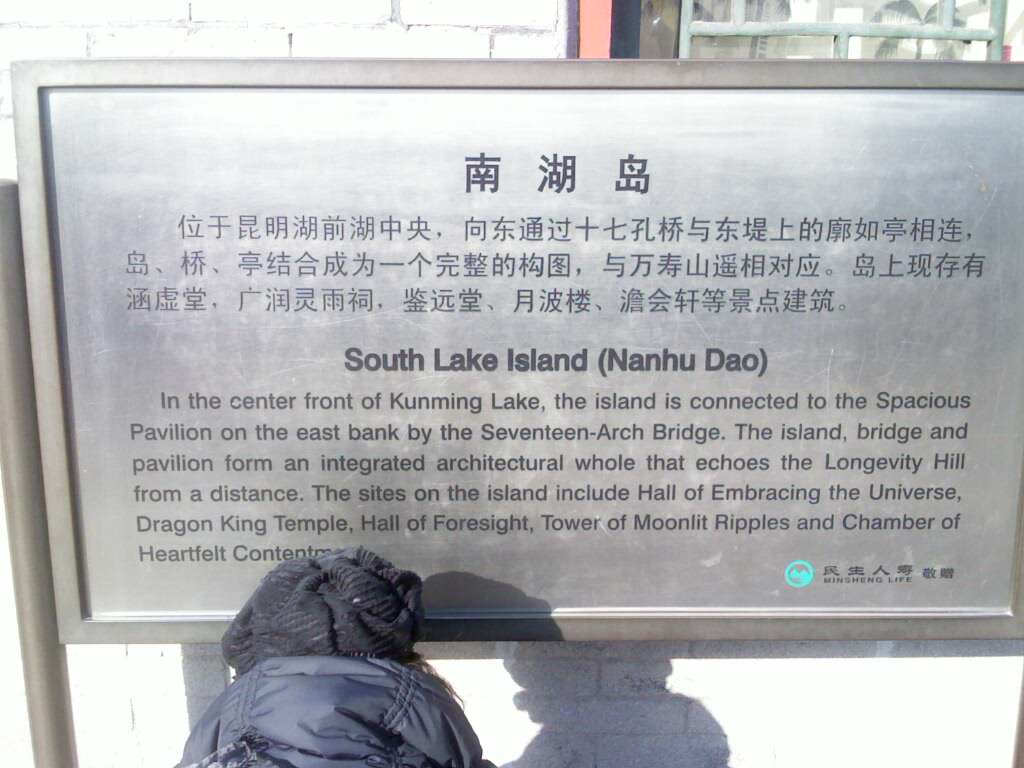 南湖岛
位于昆明湖前湖中央，向东通过十七孔桥与东堤上的廓如亭相连，
岛、桥、亭结合成为一个完整的构图，与万寿山遥相对应。岛上现存有
涵虚堂，广润灵雨祠，鉴远堂、月波楼、澹会轩等景点建筑。
South Lake Island (Nanhu Dao)
In the center front of Kunming Lake, the island is connected to the Spacious
Pavilion on the east bank by the Seventeen-Arch Bridge. The island, bridge and
pavilion form an integrated architectural whole that echoes the Longevity Hill
from a distance. The sites on the island include Hall of Embracing the Universe,
Dragon King Temple, Hall of Foresight, Tower of Moonlit Ripples and Chamber of
Heartfelt
民生人寿 敬赠
MINSHENG LIFE